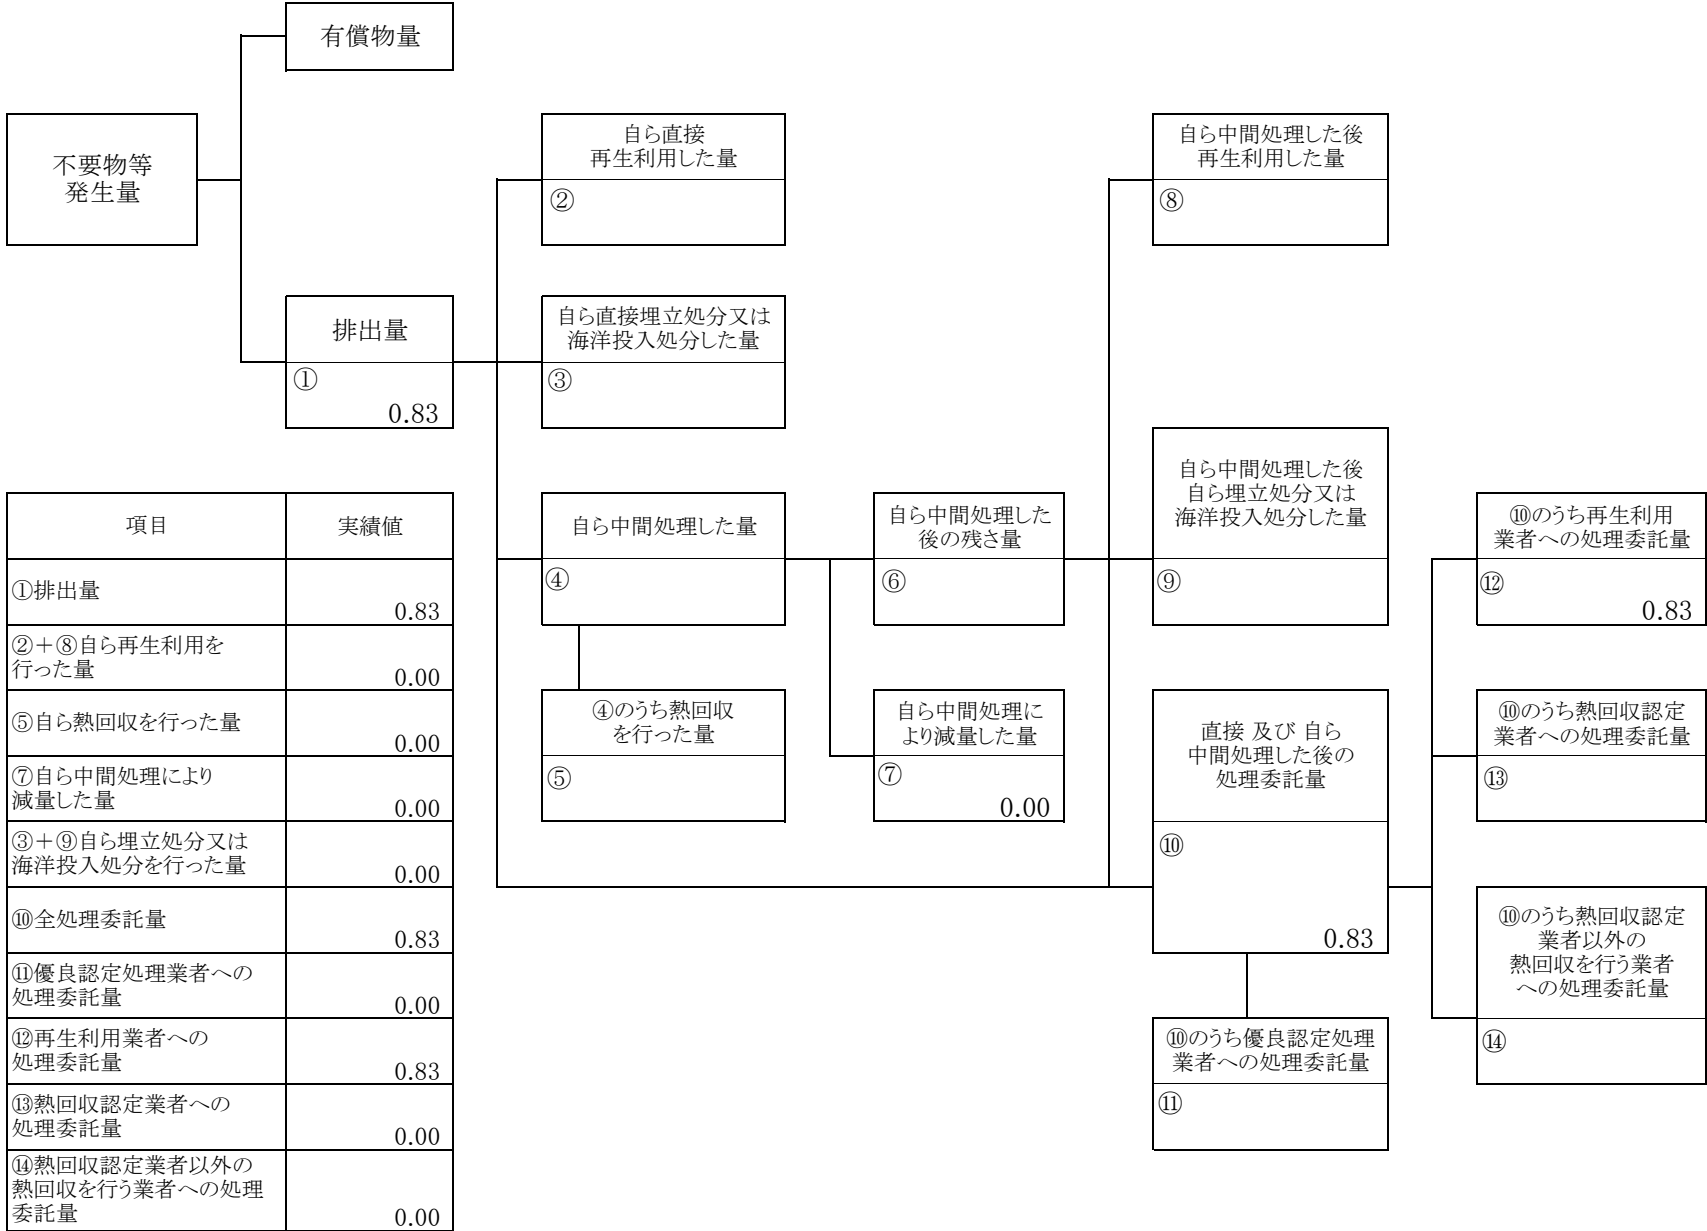 有償物量
不要物等
発生量
自ら直接
再生利用した量
②
自ら中間処理した後
再生利用した量
⑧
排出量
①
0.83
自ら直接埋立処分又は
海洋投入処分した量
③
自ら中間処理した後
自ら埋立処分又は
海洋投入処分した量
⑨
自ら中間処理した量
④
自ら中間処理した
後の残さ量
⑥
⑩のうち再生利用
業者への処理委託量
⑫
0.83
④のうち熱回収
を行った量
⑤
自ら中間処理に
より減量した量
⑦
0.00
直接 及び 自ら
中間処理した後の
処理委託量
⑩
0.83
⑩のうち熱回収認定
業者への処理委託量
⑬
⑩のうち熱回収認定
業者以外の
熱回収を行う業者
への処理委託量
⑭
⑩のうち優良認定処理
業者への処理委託量
⑪
項目 実績値
①排出量
0.83
②＋⑧自ら再生利用を
行った量
0.00
⑤自ら熱回収を行った量
0.00
⑦自ら中間処理により
減量した量
0.00
③＋⑨自ら埋立処分又は
海洋投入処分を行った量
0.00
⑩全処理委託量
0.83
⑪優良認定処理業者への
処理委託量
0.00
⑫再生利用業者への
処理委託量
0.83
⑬熱回収認定業者への
処理委託量
0.00
⑭熱回収認定業者以外の
熱回収を行う業者への処理
委託量
0.00